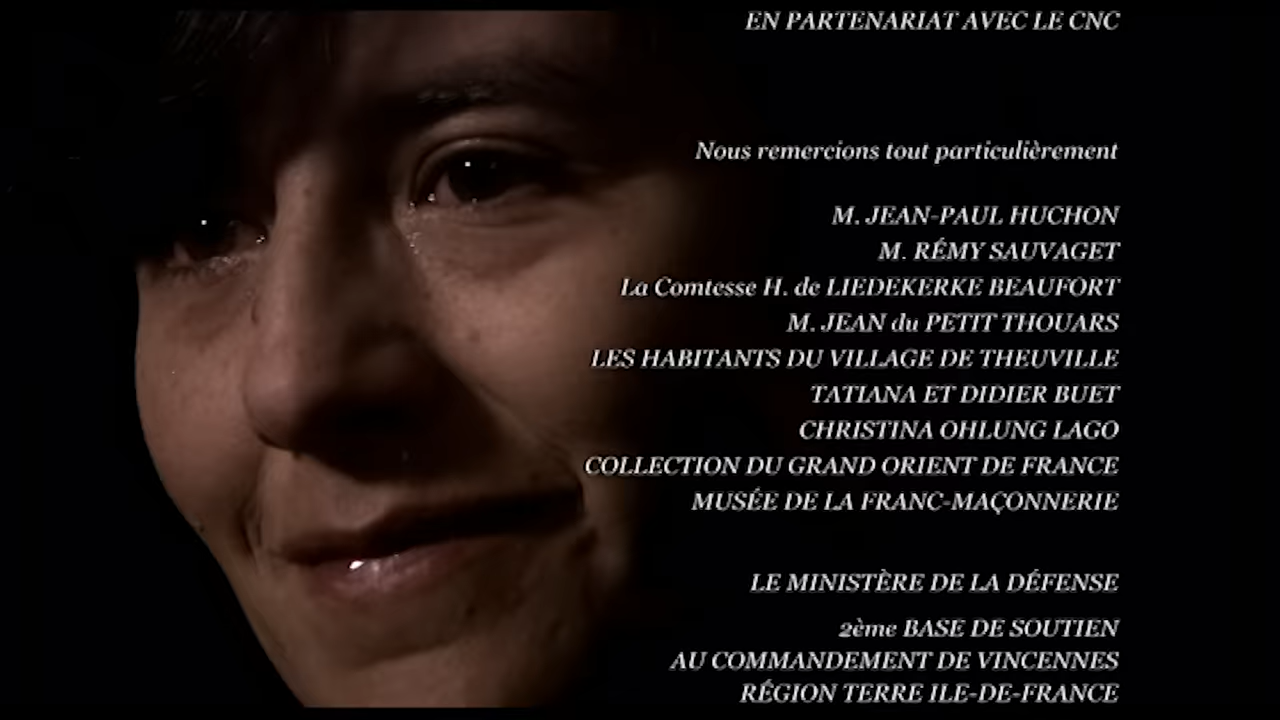 EN PARTENARIAT AVEC LE CNC
Nous remercions tout particulièrement
M. JEAN-PAUL HUCHON
M. RÉMY SAUVAGET
La Comtesse H. de LIEDEKERKE BEAUFORT
M. JEAN du PETIT THOUARS
LES HABITANTS DU VILLAGE DE THEUVILLE
TATIANA ET DIDIER BUET
CHRISTINA OHLUNG LAGO
COLLECTION DU GRAND ORIENT DE FRANCE
MUSÉE DE LA FRANC-MAÇONNERIE
LE MINISTÈRE DE LA DÉFENSE
2ème BASE DE SOUTIEN
AU COMMANDEMENT DE VINCENNES
RÉGION TERRE ILE-DE-FRANCE